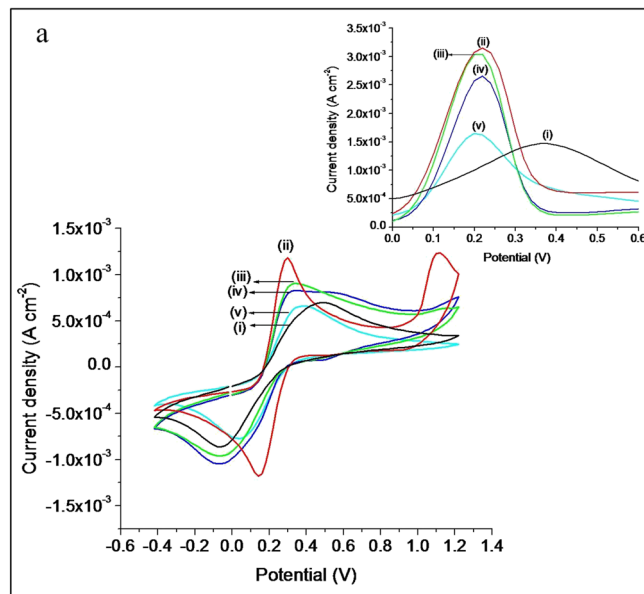 a
Current density (A cm⁻²)
3.5x10⁻³
3.0x10⁻³
2.5x10⁻³
2.0x10⁻³
1.5x10⁻³
1.0x10⁻³
5.0x10⁻⁴
0.0
(ii)
(iii)
(iv)
(v)
(i)
0.0 0.1 0.2 0.3 0.4 0.5 0.6
Potential (V)
Current density (A cm⁻²)
1.5x10⁻³
1.0x10⁻³
5.0x10⁻⁴
0.0
-5.0x10⁻⁴
-1.0x10⁻³
-1.5x10⁻³
(ii)
(iii)
(iv)
(v)
(i)
-0.6 -0.4 -0.2 0.0 0.2 0.4 0.6 0.8 1.0 1.2 1.4
Potential (V)